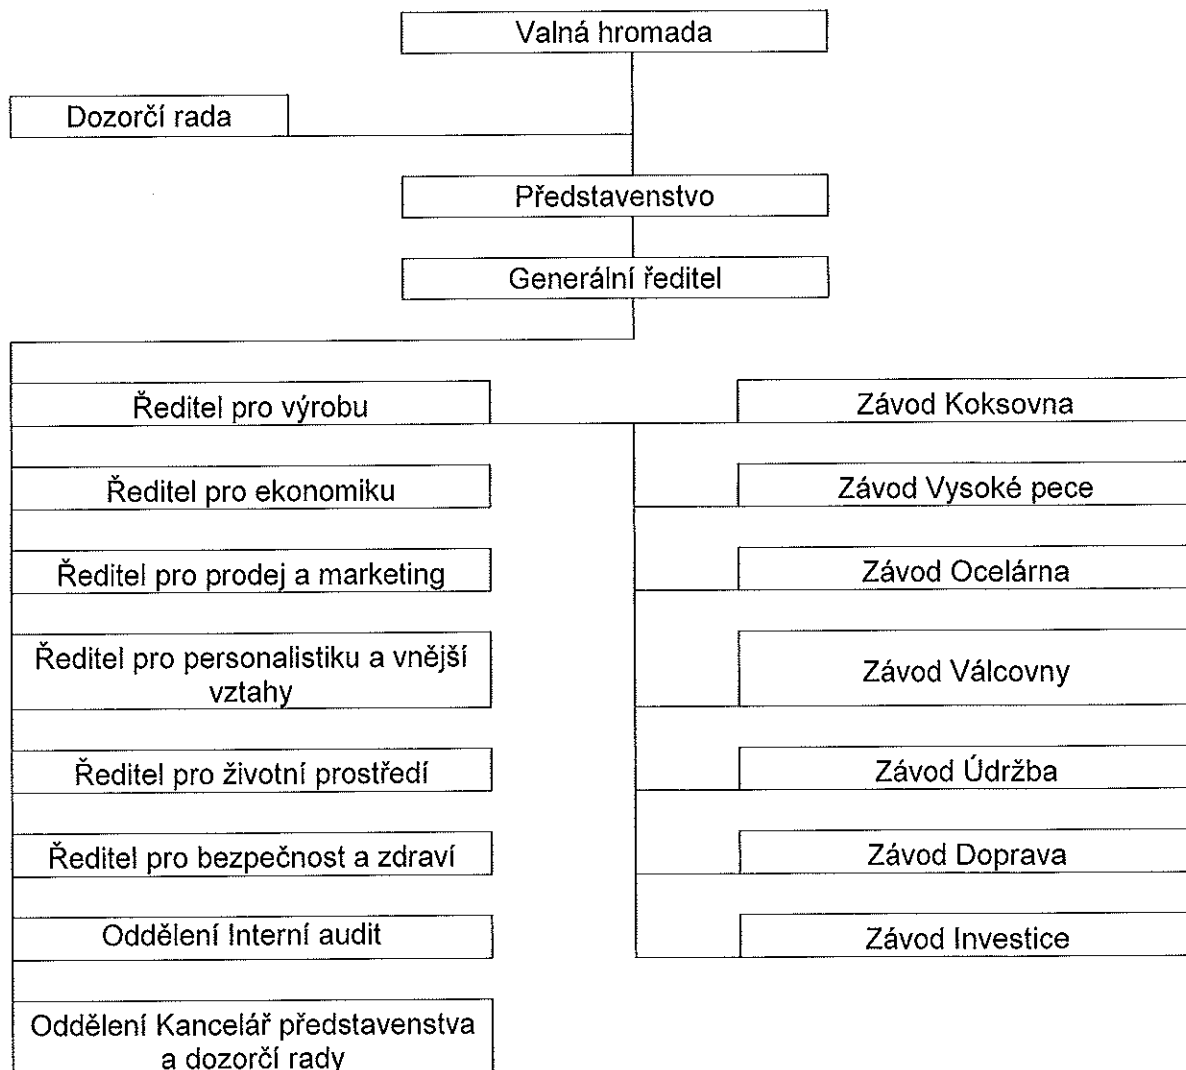 Valná hromada
Dozorčí rada
Představenstvo
Generální ředitel
Ředitel pro výrobu
Závod Koksovna
Ředitel pro ekonomiku
Závod Vysoké pece
Ředitel pro prodej a marketing
Závod Ocelárna
Ředitel pro personalistiku a vnější
vztahy
Závod Válcovny
Ředitel pro životní prostředí
Závod Údržba
Ředitel pro bezpečnost a zdraví
Závod Doprava
Oddělení Interní audit
Závod Investice
Oddělení Kancelář představenstva
a dozorčí rady